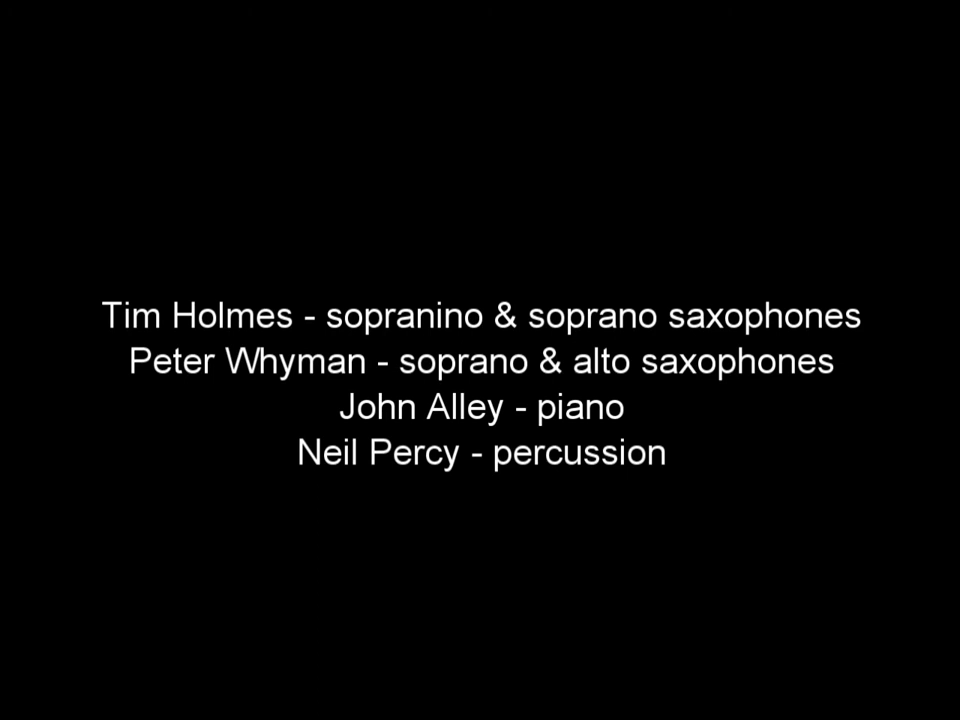 Tim Holmes - sopranino & soprano saxophones
Peter Whyman - soprano & alto saxophones
John Alley - piano
Neil Percy - percussion